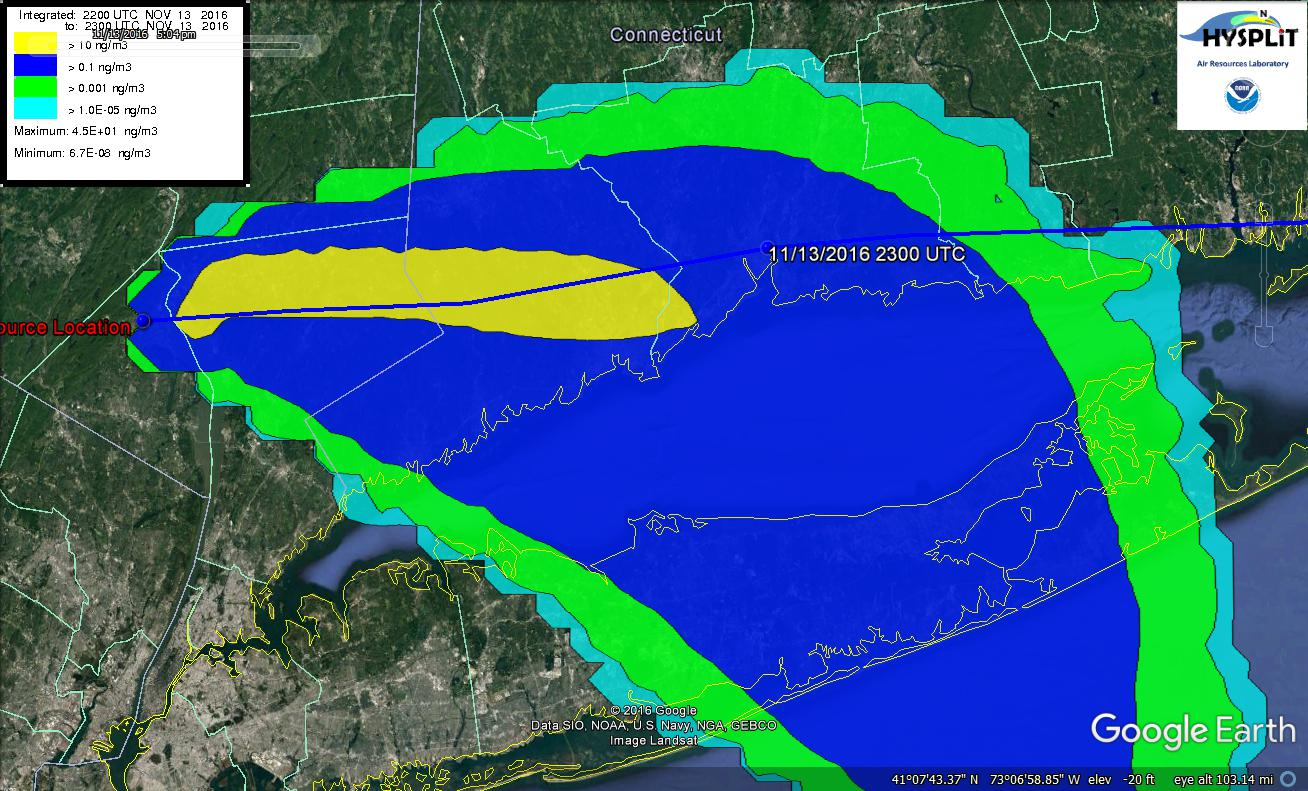 Integrated: 2200 UTC NOV 13 2016
to: 2300 UTC NOV 13 2016
11/13/2016 5:04 pm
> 10 ng/m3
> 0.1 ng/m3
> 0.001 ng/m3
> 1.0E-05 ng/m3
Maximum: 4.5E+01 ng/m3
Minimum: 6.7E-08 ng/m3
Connecticut
N
HYSPLiT
Air Resources Laboratory
NOAA
11/13/2016 2300 UTC
ource Location
© 2016 Google
Data SIO, NOAA, U.S. Navy, NGA, GEBCO
Image Landsat
Google Earth
41°07'43.37" N 73°06'58.85" W elev -20 ft eye alt 103.14 mi